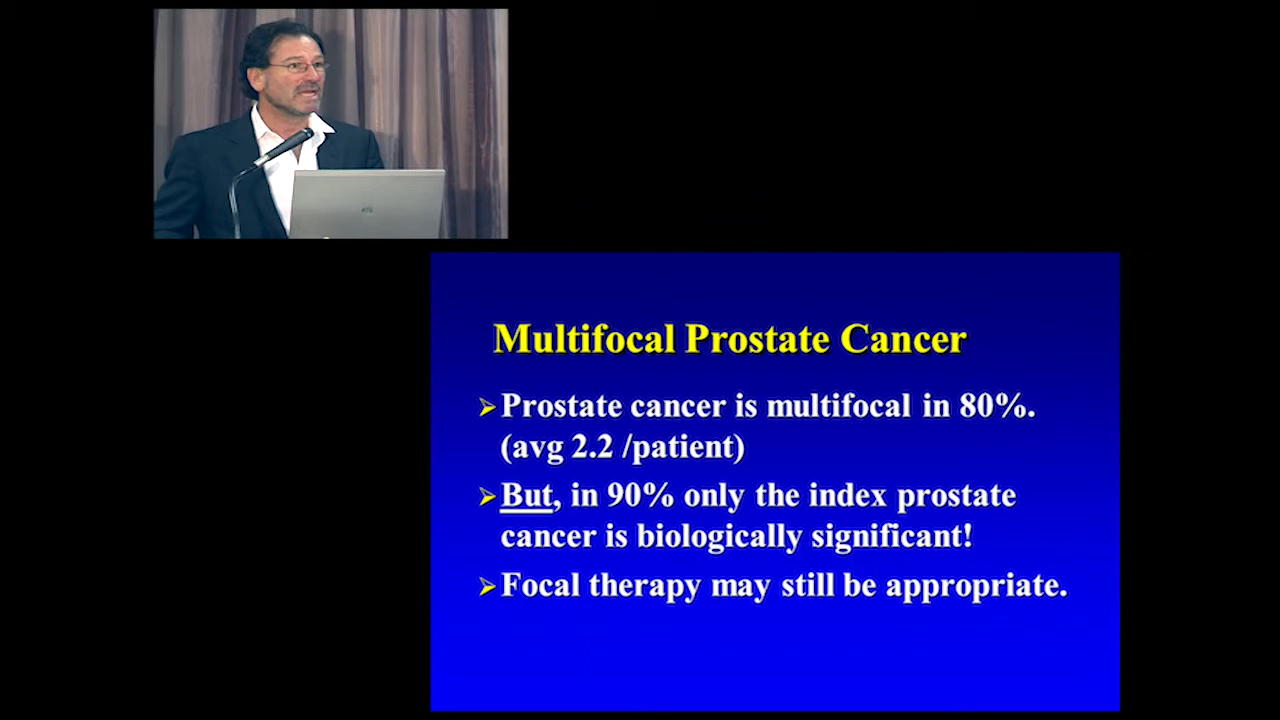 Multifocal Prostate Cancer
Prostate cancer is multifocal in 80%.
(avg 2.2 /patient)
But, in 90% only the index prostate
cancer is biologically significant!
Focal therapy may still be appropriate.